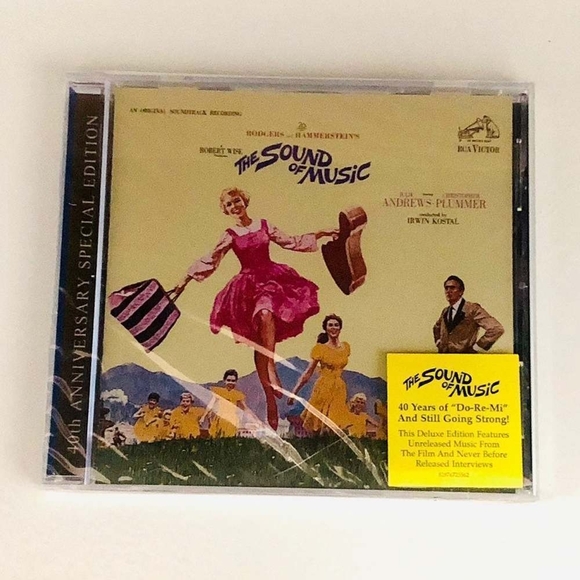 40th ANNIVERSARY SPECIAL EDITION
AN ORIGINAL SOUNDTRACK RECORDING
RODGERS and HAMMERSTEIN'S
ROBERT WISE
THE SOUND
OF MUSIC
RCA VICTOR
JULIE CHRISTOPHER
ANDREWS · PLUMMER
conducted by
IRWIN KOSTAL
THE SOUND
OF MUSIC
40 Years of "Do-Re-Mi"
And Still Going Strong!
This Deluxe Edition Features
Unreleased Music From
The Film And Never Before
Released Interviews